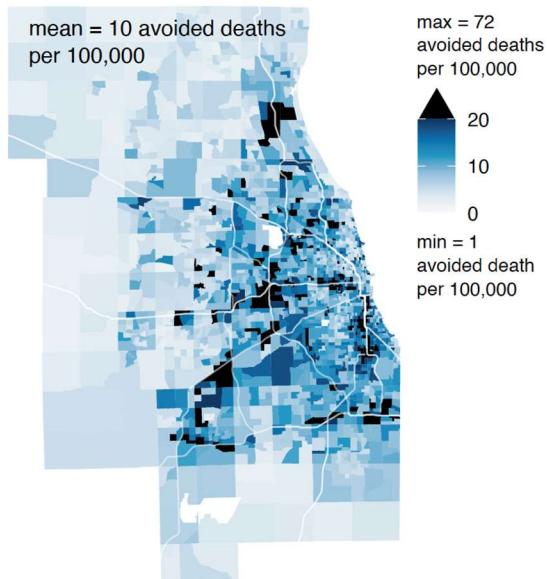 mean = 10 avoided deaths
per 100,000
max = 72
avoided deaths
per 100,000
20
10
0
min = 1
avoided death
per 100,000